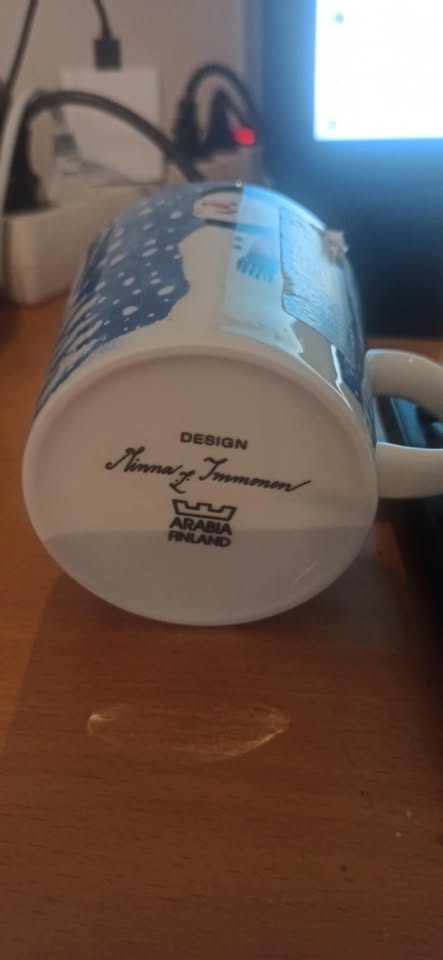 DESIGN
Minna L. Immonen
ARABIA
FINLAND